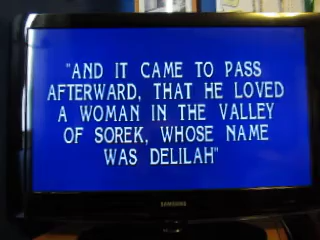 "AND IT CAME TO PASS
AFTERWARD, THAT HE LOVED
A WOMAN IN THE VALLEY
OF SOREK, WHOSE NAME
WAS DELILAH"
SAMSUNG